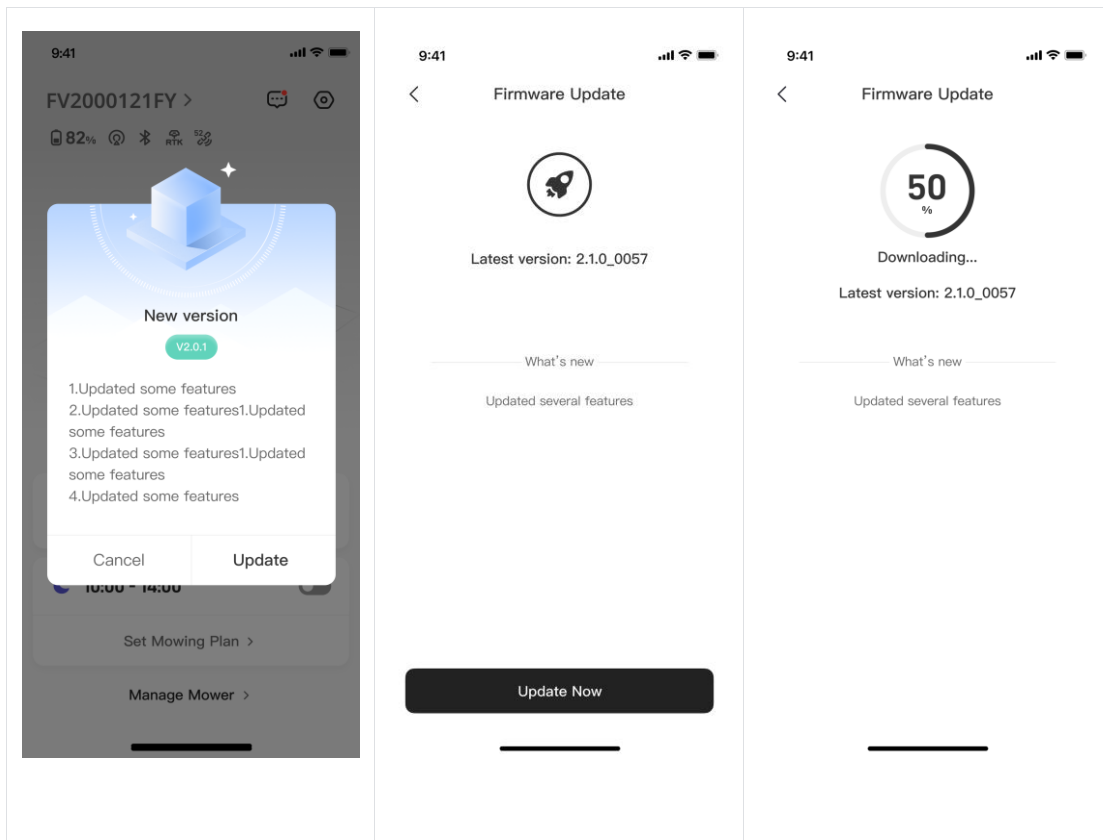 9:41
FV2000121FY >
82%
RTK
52
New version
V2.0.1
1.Updated some features
2.Updated some features1.Updated
some features
3.Updated some features1.Updated
some features
4.Updated some features
Cancel
Update
10:00 - 14:00
Set Mowing Plan >
Manage Mower >
9:41
< Firmware Update
Latest version: 2.1.0_0057
What's new
Updated several features
Update Now
9:41
< Firmware Update
50
%
Downloading...
Latest version: 2.1.0_0057
What's new
Updated several features